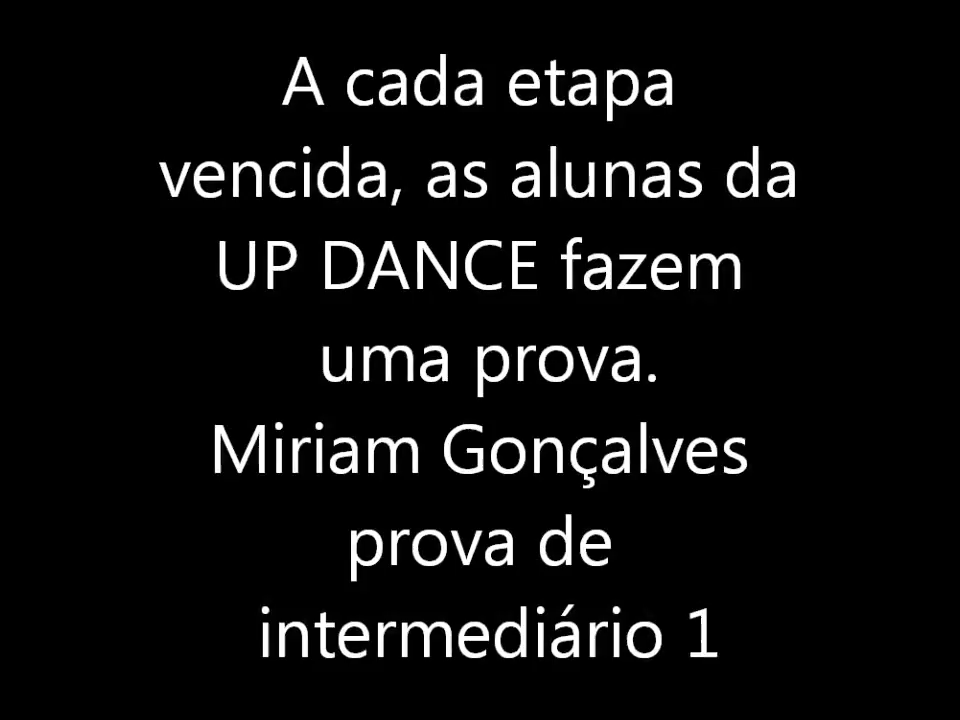 A cada etapa
vencida, as alunas da
UP DANCE fazem
uma prova.
Miriam Gonçalves
prova de
intermediário 1